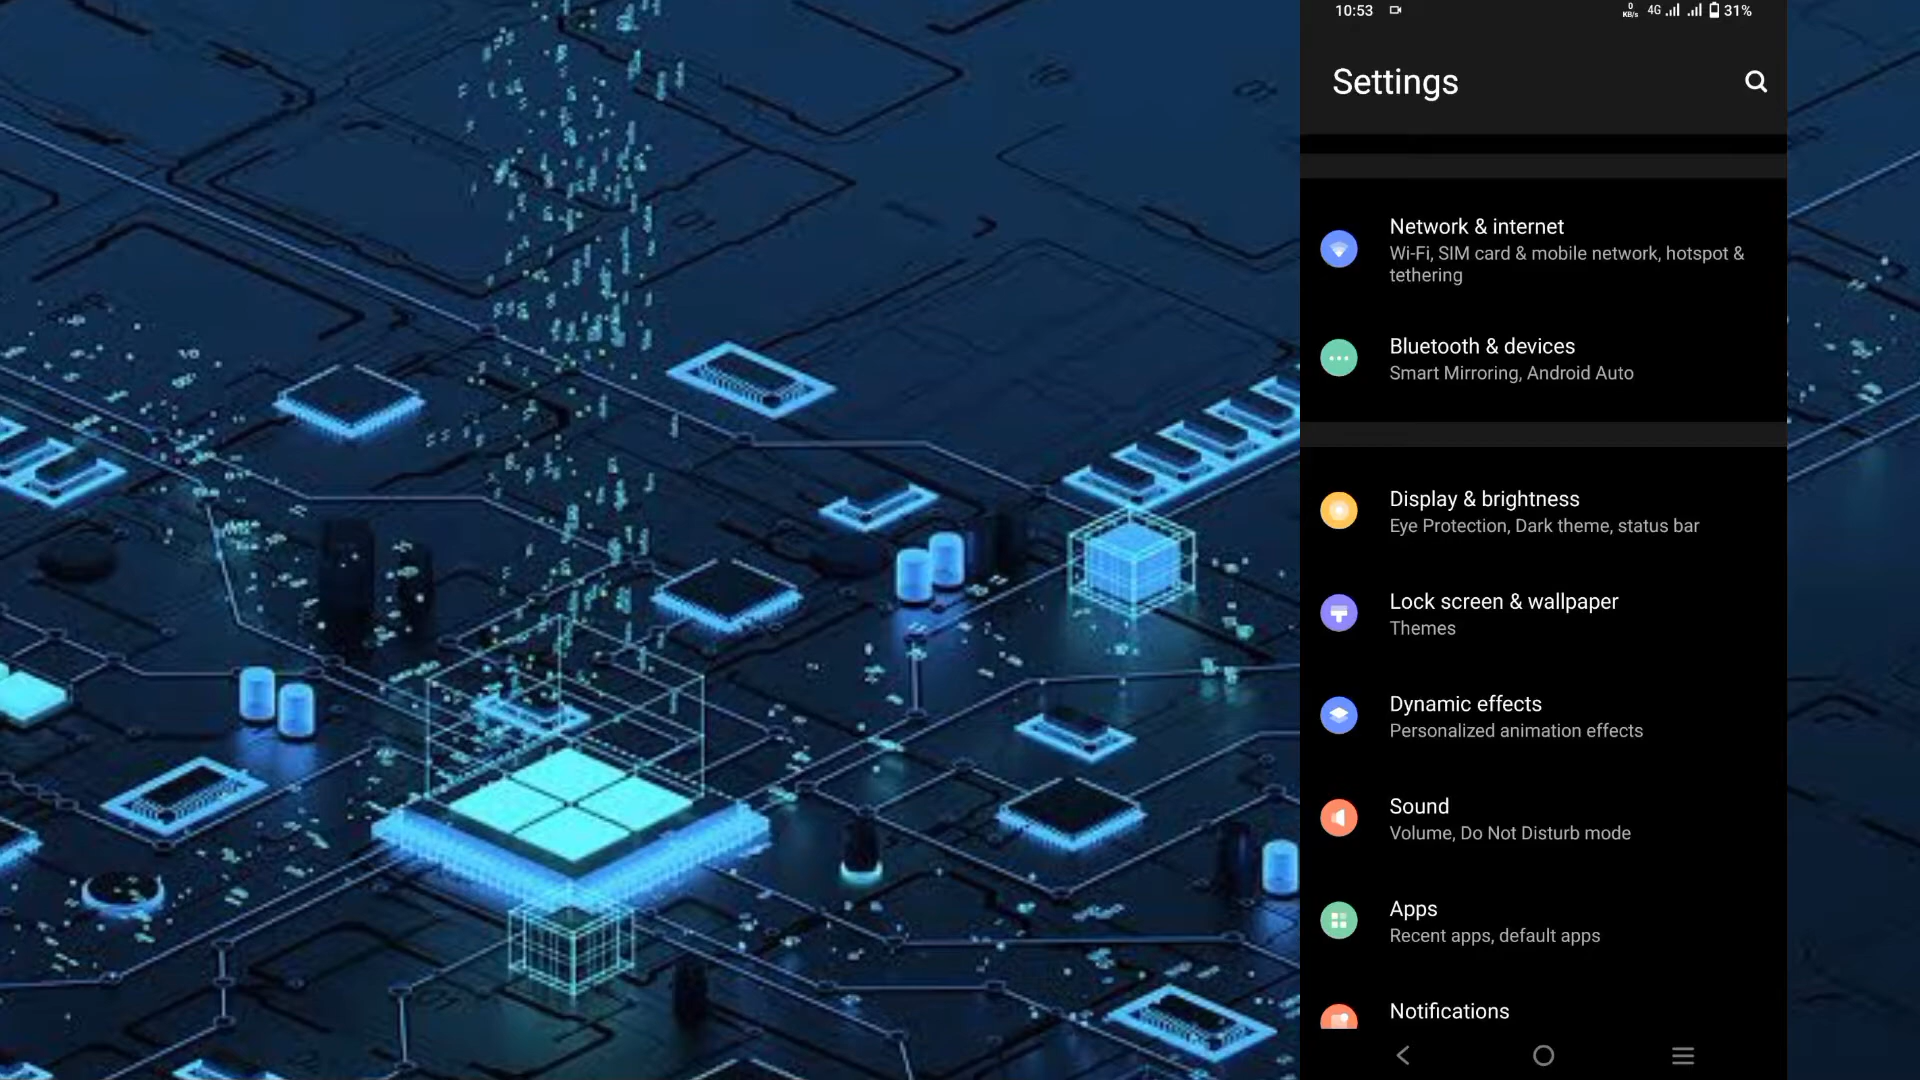 10:53 0 KB/s 4G 31%
Settings
Network & internet
Wi-Fi, SIM card & mobile network, hotspot &
tethering
Bluetooth & devices
Smart Mirroring, Android Auto
Display & brightness
Eye Protection, Dark theme, status bar
Lock screen & wallpaper
Themes
Dynamic effects
Personalized animation effects
Sound
Volume, Do Not Disturb mode
Apps
Recent apps, default apps
Notifications